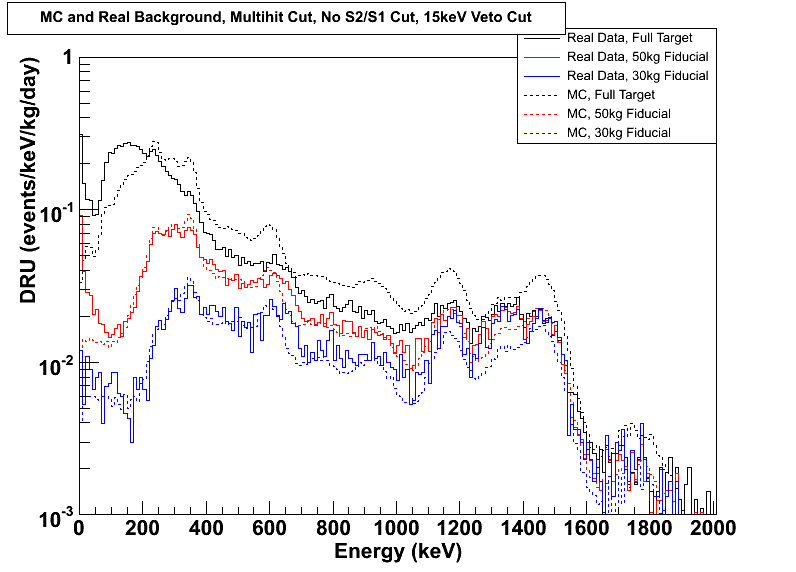 MC and Real Background, Multihit Cut, No S2/S1 Cut, 15keV Veto Cut
Real Data, Full Target
Real Data, 50kg Fiducial
Real Data, 30kg Fiducial
MC, Full Target
MC, 50kg Fiducial
MC, 30kg Fiducial
DRU (events/keV/kg/day)
1
10^-1
10^-2
10^-3
0 200 400 600 800 1000 1200 1400 1600 1800 2000
Energy (keV)